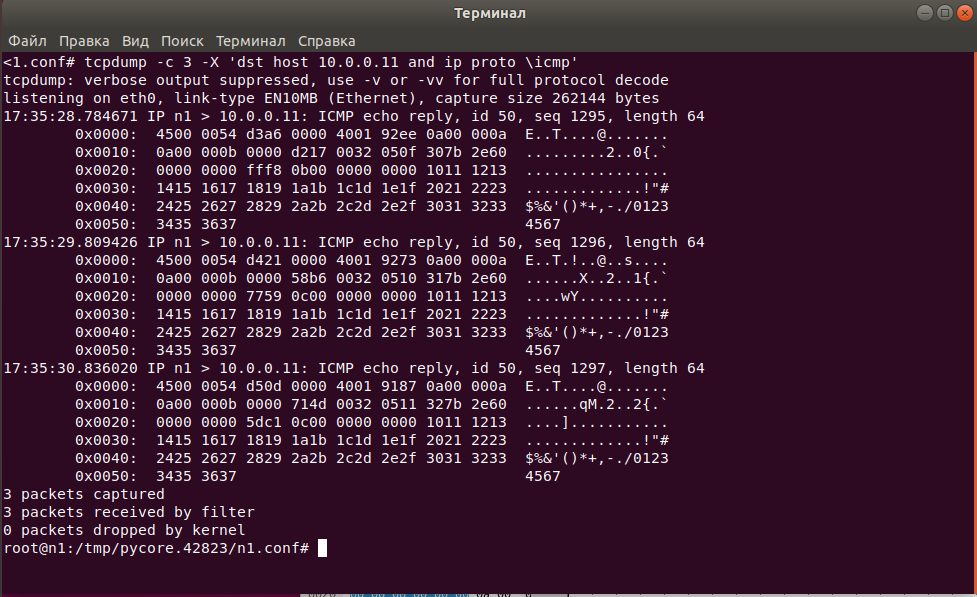 Терминал
Файл Правка Вид Поиск Терминал Справка
<1.conf# tcpdump -c 3 -X 'dst host 10.0.0.11 and ip proto \icmp'
tcpdump: verbose output suppressed, use -v or -vv for full protocol decode
listening on eth0, link-type EN10MB (Ethernet), capture size 262144 bytes
17:35:28.784671 IP n1 > 10.0.0.11: ICMP echo reply, id 50, seq 1295, length 64
        0x0000:  4500 0054 d3a6 0000 4001 92ee 0a00 000a  E..T....@.......
        0x0010:  0a00 000b 0000 d217 0032 050f 307b 2e60  .........2..0{.`
        0x0020:  0000 0000 fff8 0b00 0000 0000 1011 1213  ................
        0x0030:  1415 1617 1819 1a1b 1c1d 1e1f 2021 2223  .............!"#
        0x0040:  2425 2627 2829 2a2b 2c2d 2e2f 3031 3233  $%&'()*+,-./0123
        0x0050:  3435 3637                                4567
17:35:29.809426 IP n1 > 10.0.0.11: ICMP echo reply, id 50, seq 1296, length 64
        0x0000:  4500 0054 d421 0000 4001 9273 0a00 000a  E..T.!..@..s....
        0x0010:  0a00 000b 0000 58b6 0032 0510 317b 2e60  ......X..2..1{.`
        0x0020:  0000 0000 7759 0c00 0000 0000 1011 1213  ....wY..........
        0x0030:  1415 1617 1819 1a1b 1c1d 1e1f 2021 2223  .............!"#
        0x0040:  2425 2627 2829 2a2b 2c2d 2e2f 3031 3233  $%&'()*+,-./0123
        0x0050:  3435 3637                                4567
17:35:30.836020 IP n1 > 10.0.0.11: ICMP echo reply, id 50, seq 1297, length 64
        0x0000:  4500 0054 d50d 0000 4001 9187 0a00 000a  E..T....@.......
        0x0010:  0a00 000b 0000 714d 0032 0511 327b 2e60  ......qM.2..2{.`
        0x0020:  0000 0000 5dc1 0c00 0000 0000 1011 1213  ....]...........
        0x0030:  1415 1617 1819 1a1b 1c1d 1e1f 2021 2223  .............!"#
        0x0040:  2425 2627 2829 2a2b 2c2d 2e2f 3031 3233  $%&'()*+,-./0123
        0x0050:  3435 3637                                4567
3 packets captured
3 packets received by filter
0 packets dropped by kernel
root@n1:/tmp/pycore.42823/n1.conf#